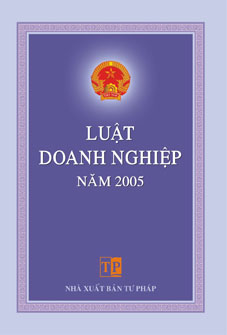 LUẬT
DOANH NGHIỆP
NĂM 2005
TP
NHÀ XUẤT BẢN TƯ PHÁP